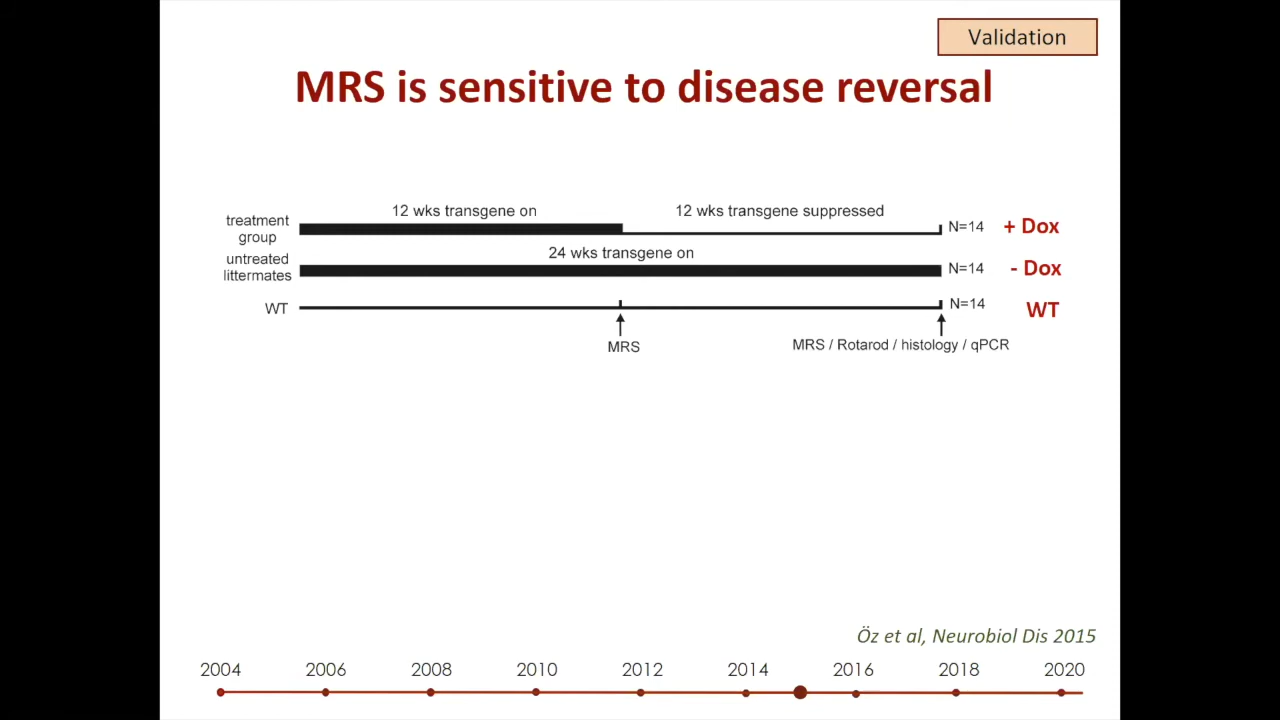 Validation
MRS is sensitive to disease reversal
12 wks transgene on
12 wks transgene suppressed
treatment
group
N=14
+ Dox
24 wks transgene on
untreated
littermates
N=14
- Dox
WT
N=14
WT
MRS
MRS / Rotarod / histology / qPCR
Öz et al, Neurobiol Dis 2015
2004 2006 2008 2010 2012 2014 2016 2018 2020